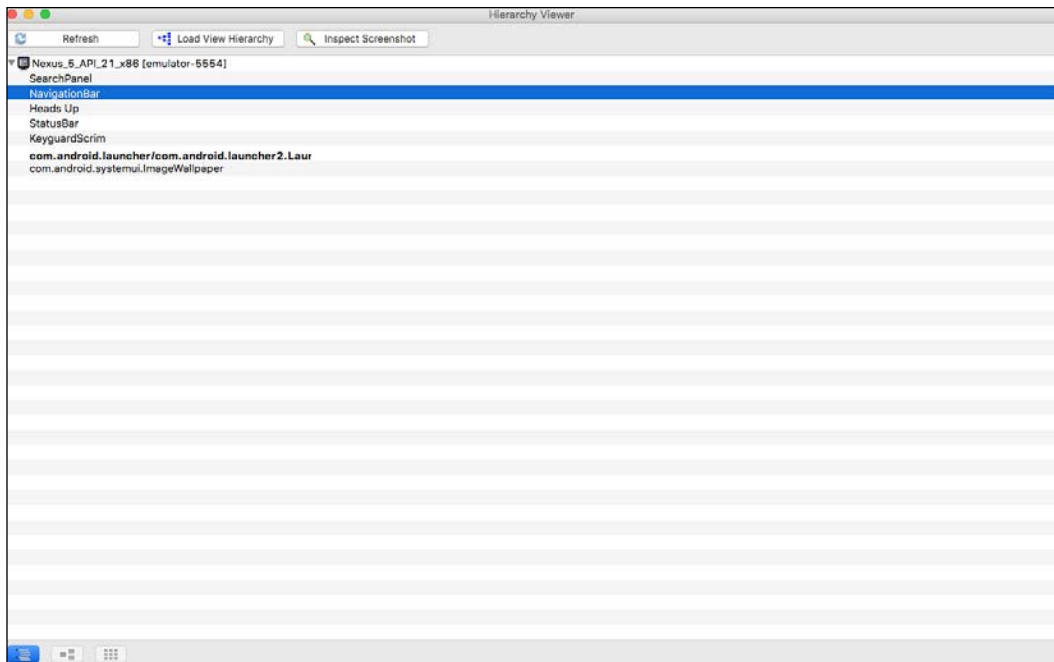 Hierarchy Viewer
Refresh Load View Hierarchy Inspect Screenshot
Nexus_5_API_21_x86 [emulator-5554]
SearchPanel
NavigationBar
Heads Up
StatusBar
KeyguardScrim
com.android.launcher/com.android.launcher2.Laur
com.android.systemui.ImageWallpaper